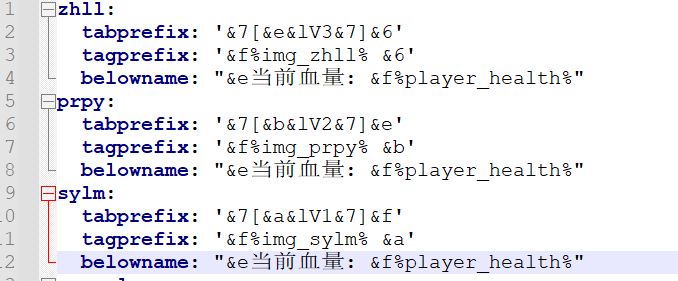 1 zhll:
2 tabprefix: '&7[&e&lV3&7]&6'
3 tagprefix: '&f%img_zhll% &6'
4 belowname: "&e当前血量: &f%player_health%"
5 prpy:
6 tabprefix: '&7[&b&lV2&7]&e'
7 tagprefix: '&f%img_prpy% &b'
8 belowname: "&e当前血量: &f%player_health%"
9 sylm:
10 tabprefix: '&7[&a&lV1&7]&f'
11 tagprefix: '&f%img_sylm% &a'
12 belowname: "&e当前血量: &f%player_health%"